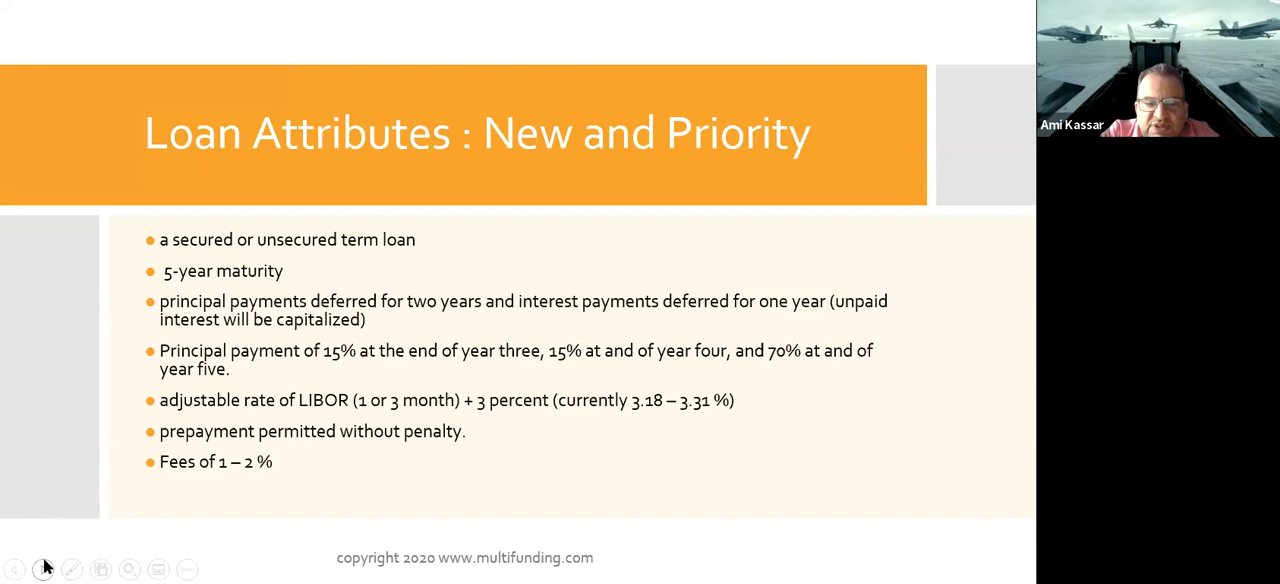 Loan Attributes : New and Priority
Ami Kassar
a secured or unsecured term loan
5-year maturity
principal payments deferred for two years and interest payments deferred for one year (unpaid
interest will be capitalized)
Principal payment of 15% at the end of year three, 15% at and of year four, and 70% at and of
year five.
adjustable rate of LIBOR (1 or 3 month) + 3 percent (currently 3.18 – 3.31 %)
prepayment permitted without penalty.
Fees of 1 – 2 %
copyright 2020 www.multifunding.com